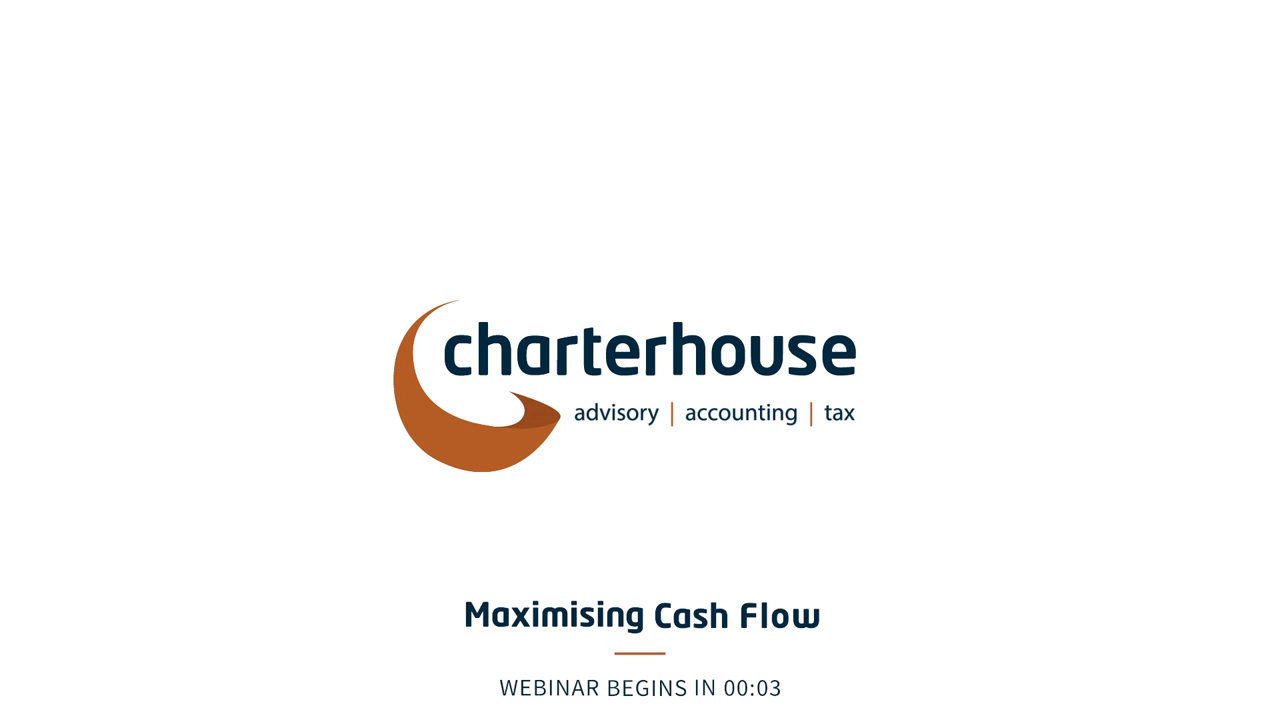 charterhouse
advisory | accounting | tax
Maximising Cash Flow
WEBINAR BEGINS IN 00:03